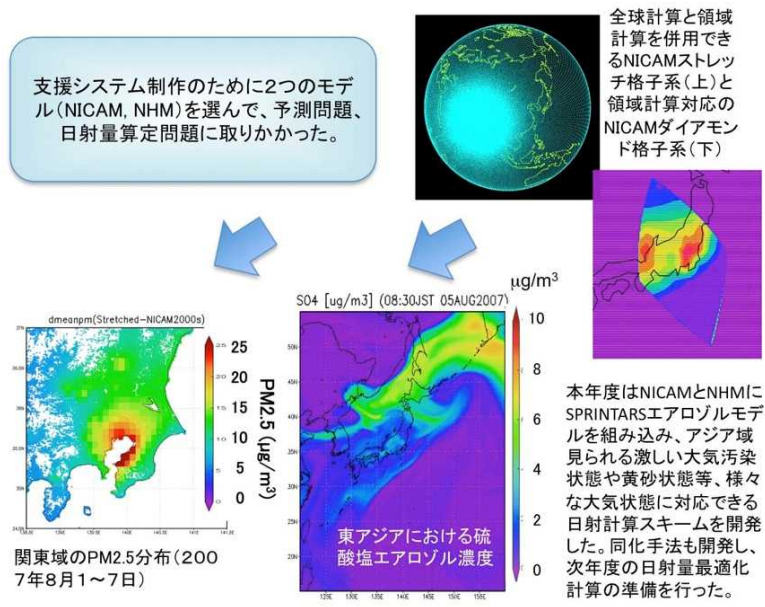 支援システム制作のために2つのモデ
ル(NICAM, NHM)を選んで、予測問題、
日射量算定問題に取りかかった。
全球計算と領域
計算を併用でき
るNICAMストレッ
チ格子系(上)と
領域計算対応の
NICAMダイアモン
ド格子系(下)
dmeanpm(Stretched-NICAM2000s)
25
20
15
10
5
0
PM2.5 (μg/m³)
関東域のPM2.5分布(200
7年8月1～7日)
μg/m³
SO4 [ug/m3] (08:30JST 05AUG2007)
10
8
6
4
2
0
50N
45N
40N
35N
30N
25N
20N
125E
130E
135E
140E
145E
150E
155E
東アジアにおける硫
酸塩エアロゾル濃度
本年度はNICAMとNHMに
SPRINTARSエアロゾルモデ
ルを組み込み、アジア域
見られる激しい大気汚染
状態や黄砂状態等、様々
な大気状態に対応できる
日射計算スキームを開発
した。同化手法も開発し、
次年度の日射量最適化
計算の準備を行った。